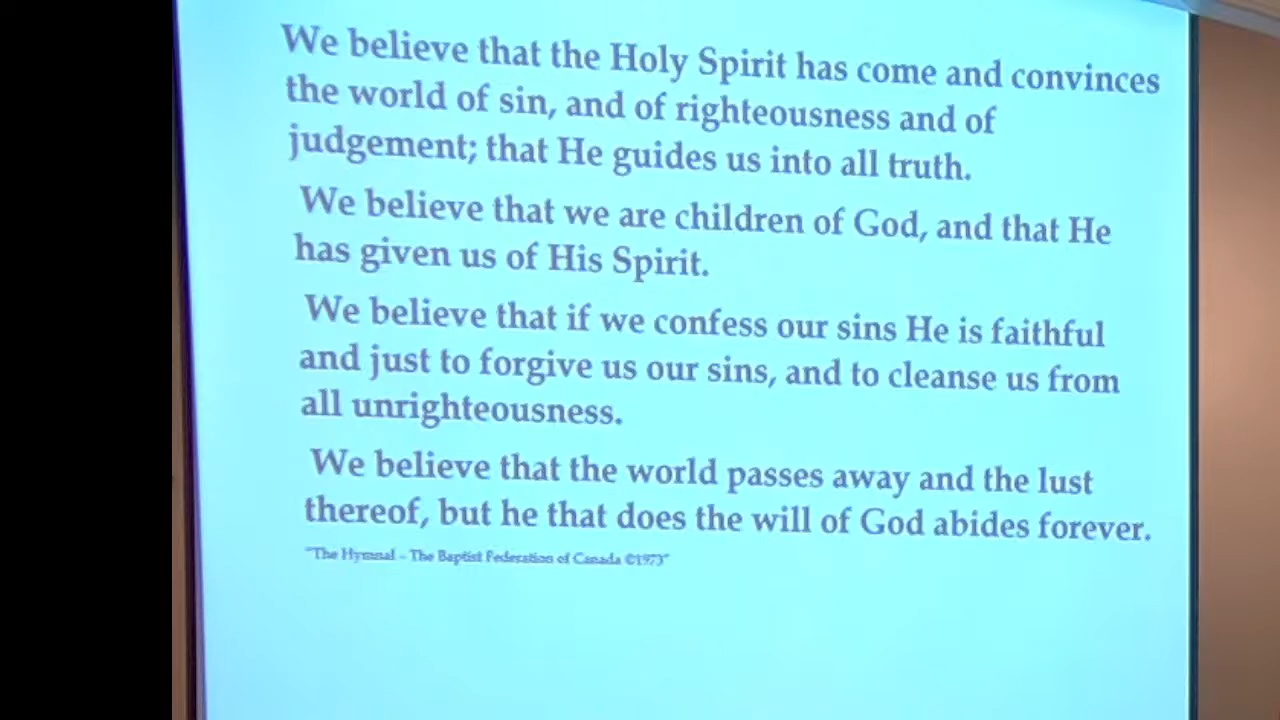 We believe that the Holy Spirit has come and convinces
the world of sin, and of righteousness and of
judgement; that He guides us into all truth.
We believe that we are children of God, and that He
has given us of His Spirit.
We believe that if we confess our sins He is faithful
and just to forgive us our sins, and to cleanse us from
all unrighteousness.
We believe that the world passes away and the lust
thereof, but he that does the will of God abides forever.
"The Hymnal – The Baptist Federation of Canada ©1973"